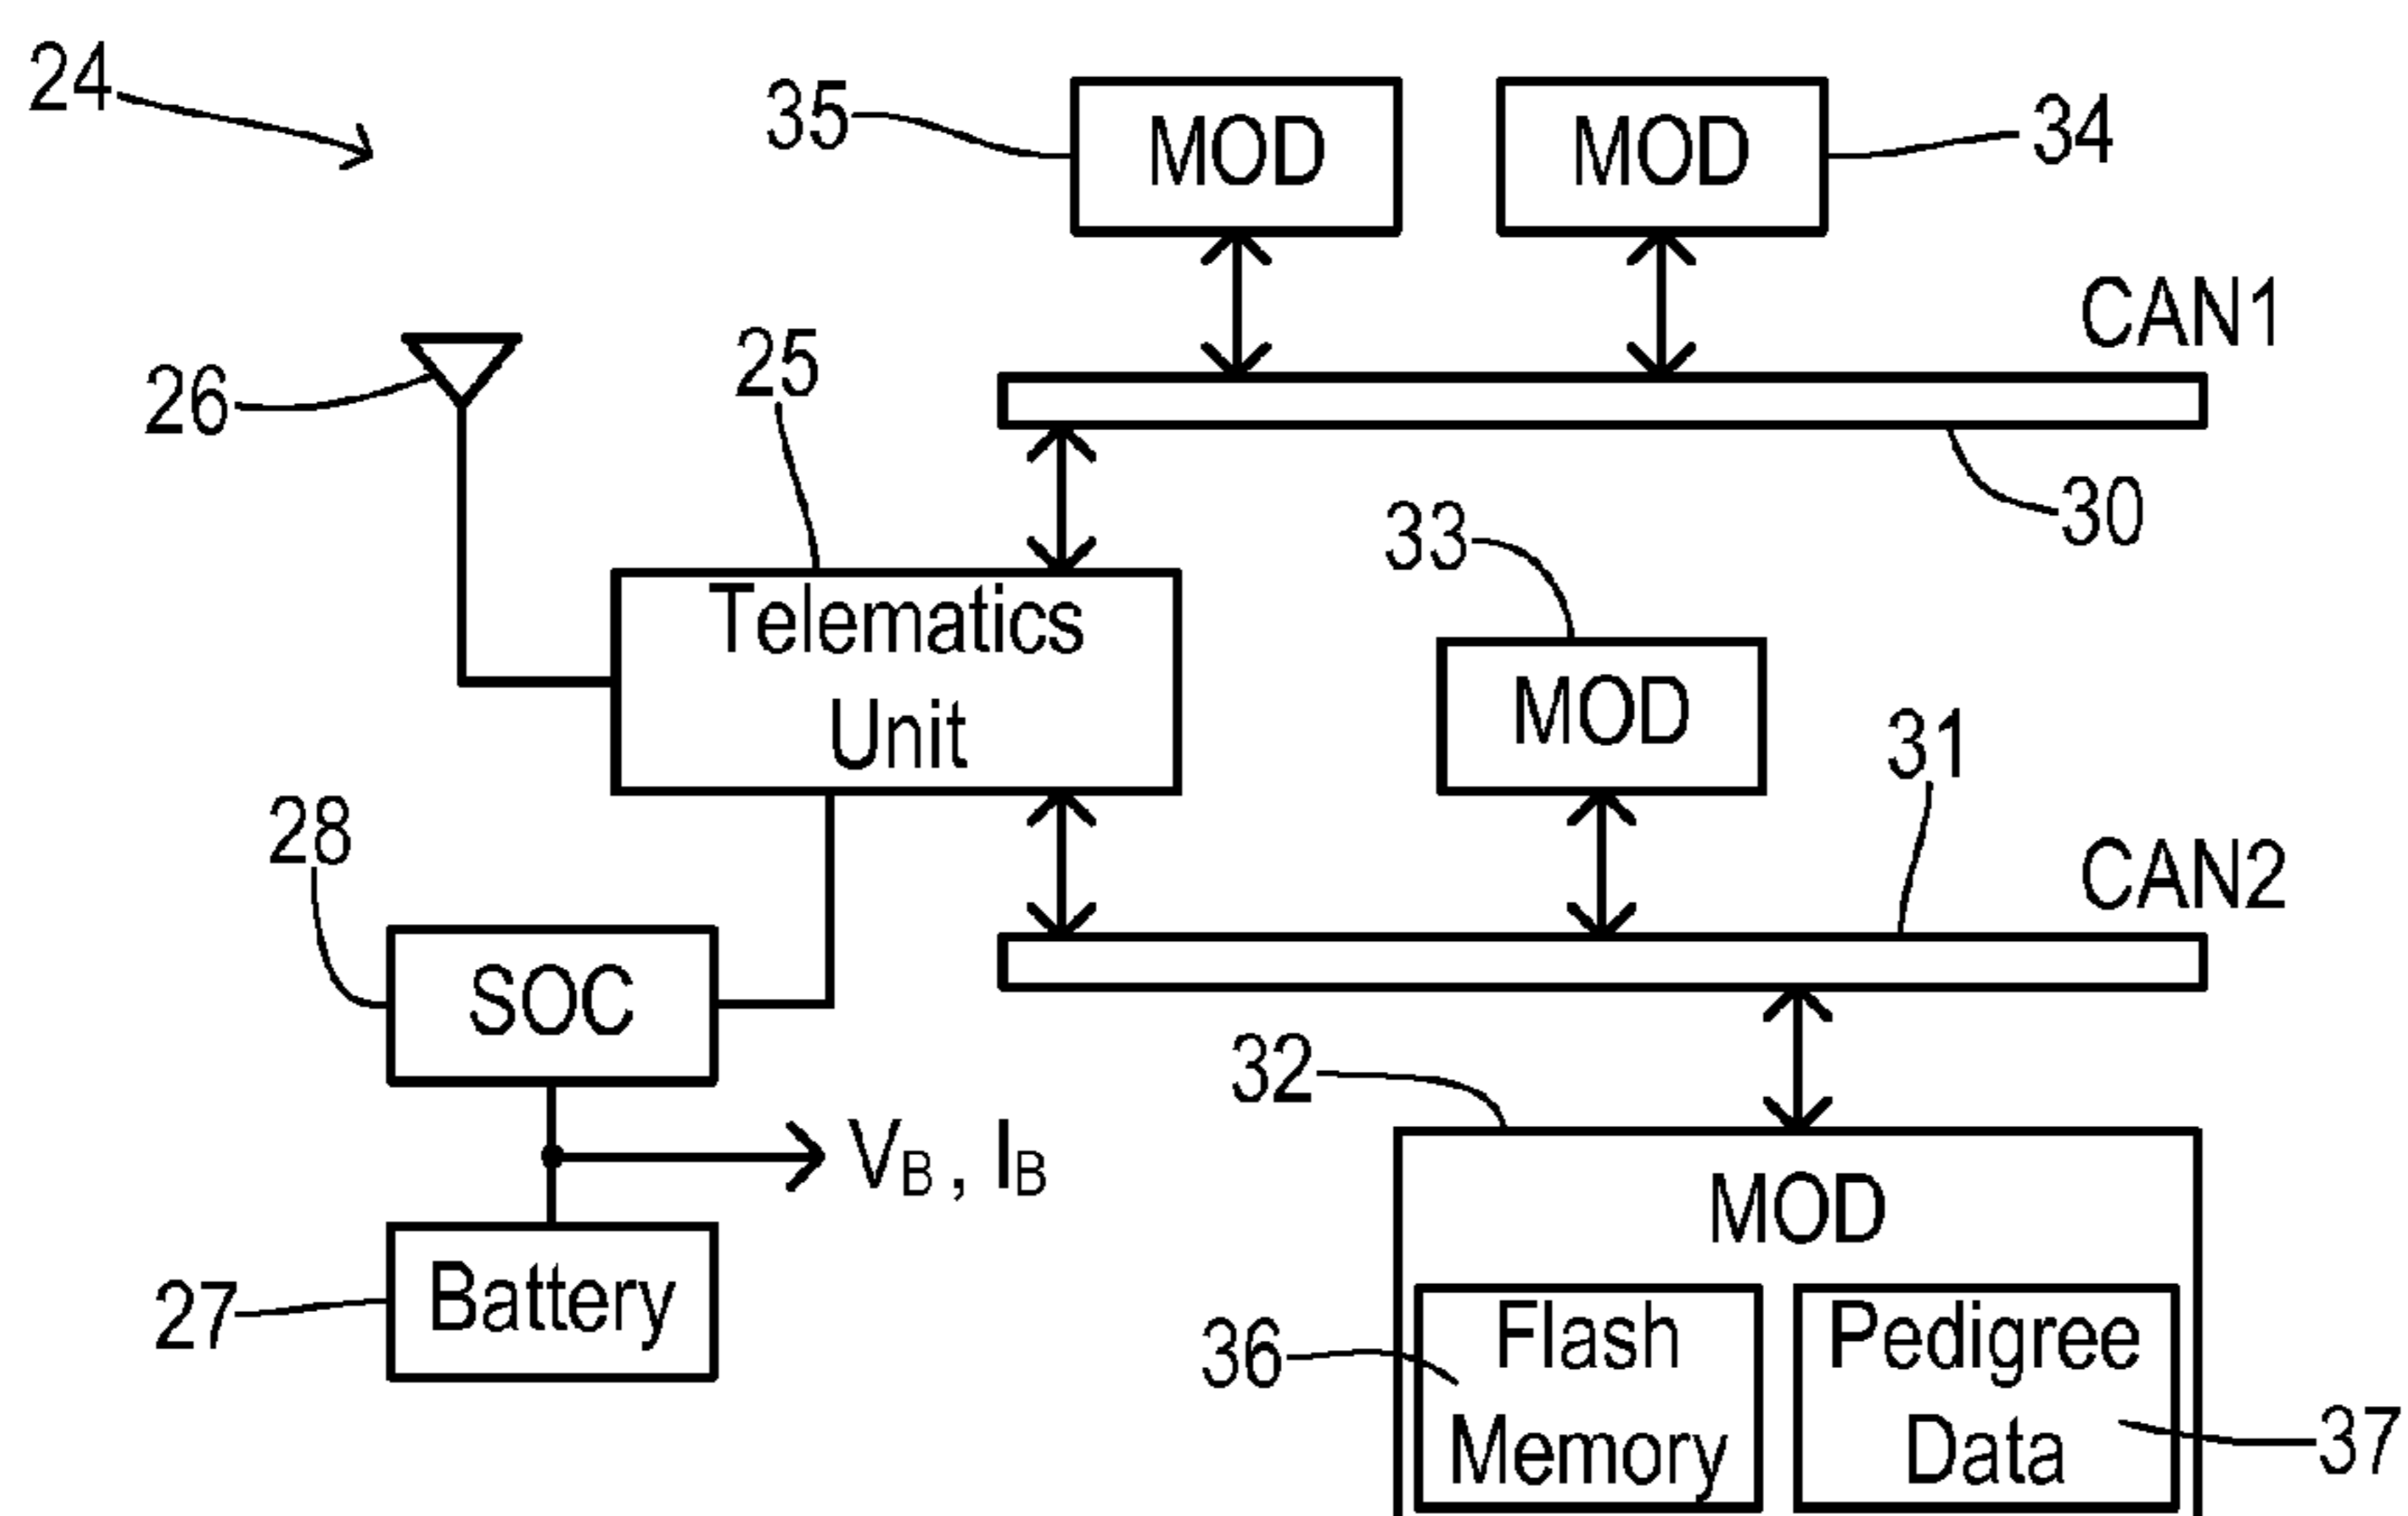 24
35
MOD
MOD
34
CAN1
26
25
30
33
Telematics
Unit
MOD
31
28
CAN2
SOC
32
VB , IB
MOD
27
Battery
36
Flash
Memory
Pedigree
Data
37